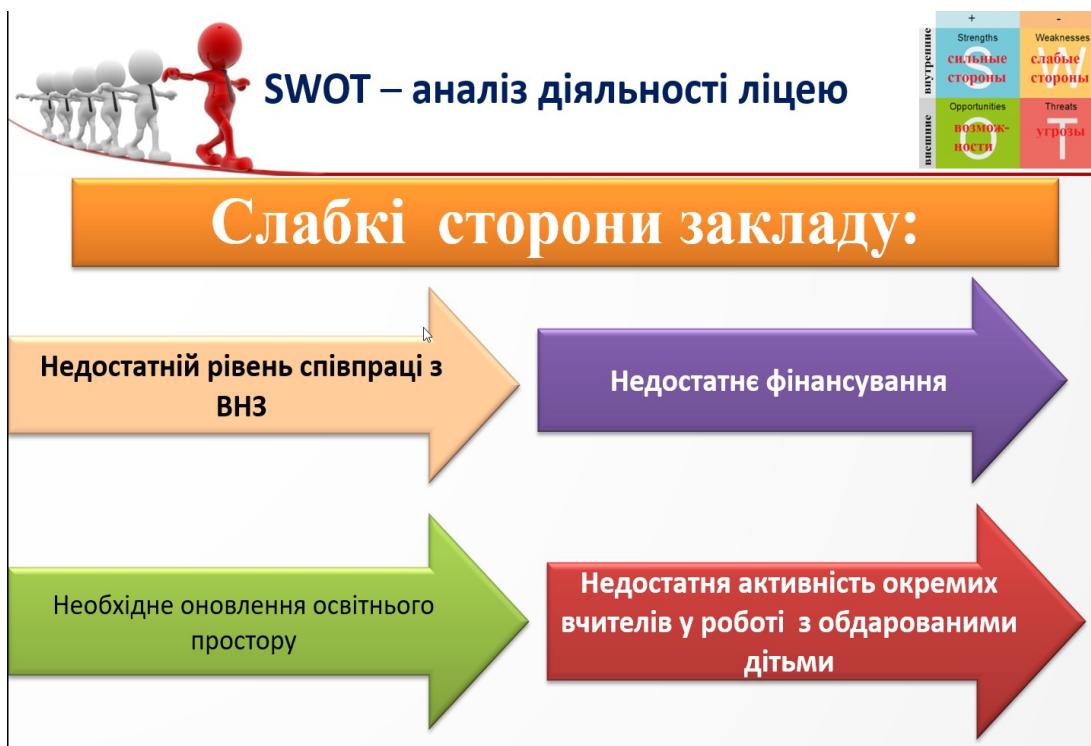 SWOT – аналіз діяльності ліцею
+ -
внутренние
Strengths
сильные
стороны
S
Weaknesses
слабые
стороны
W
внешние
Opportunities
возмож-
ности
O
Threats
угрозы
T
Слабкі сторони закладу:
Недостатній рівень співпраці з
ВНЗ
Недостатнє фінансування
Необхідне оновлення освітнього
простору
Недостатня активність окремих
вчителів у роботі з обдарованими
дітьми